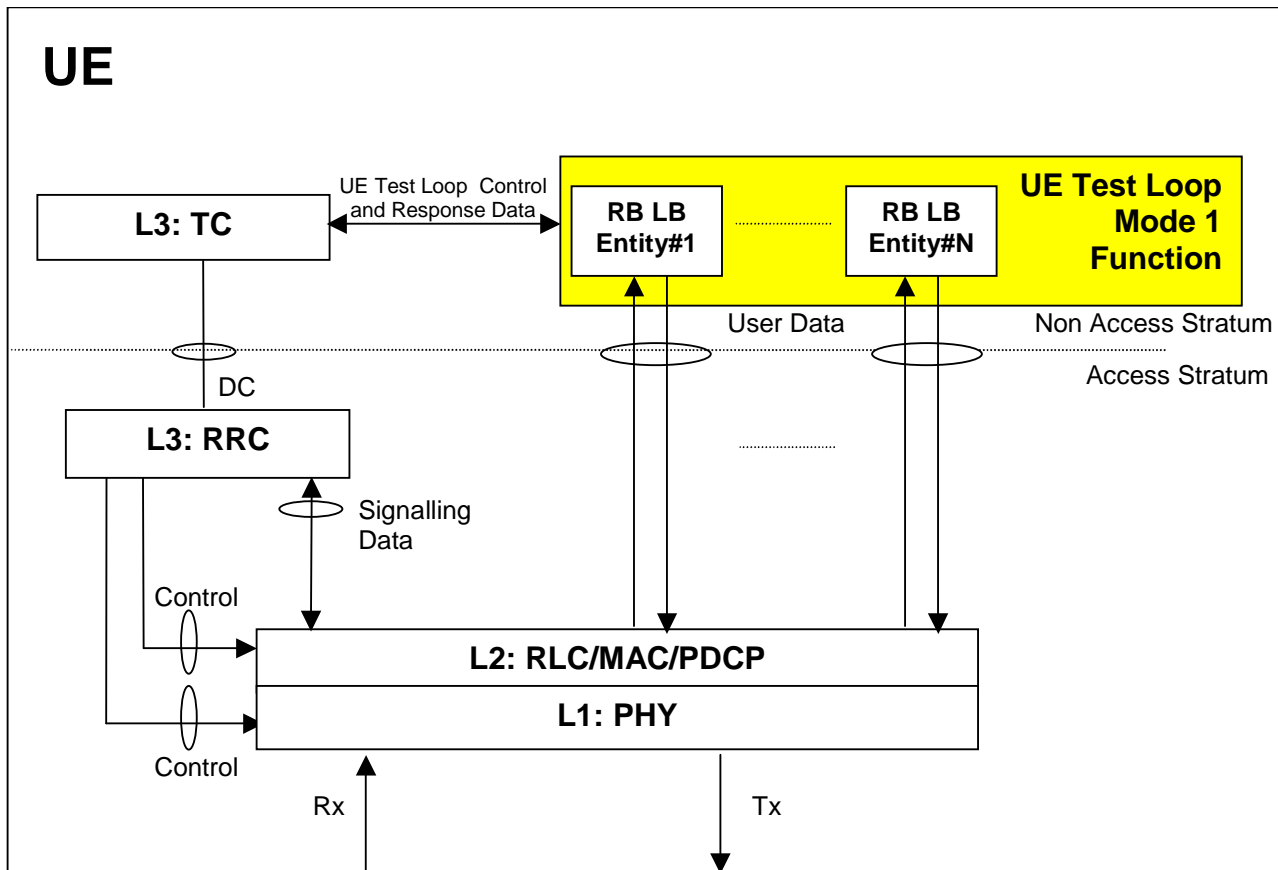 UE
UE Test Loop Control
and Response Data
L3: TC
RB LB
Entity#1
RB LB
Entity#N
UE Test Loop
Mode 1
Function
User Data
Non Access Stratum
Access Stratum
DC
L3: RRC
Signalling
Data
Control
L2: RLC/MAC/PDCP
L1: PHY
Control
Rx
Tx